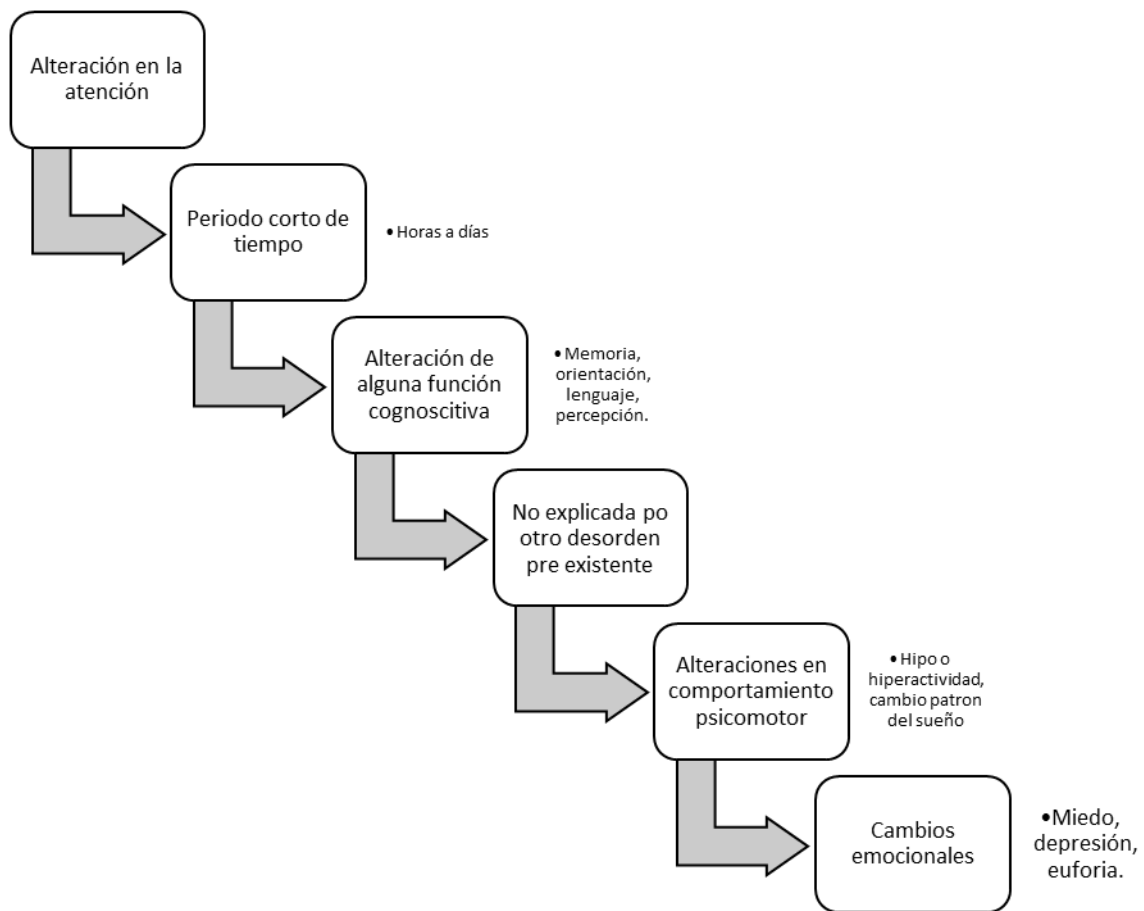 Alteración en la
atención
Periodo corto de
tiempo
• Horas a días
Alteración de
alguna función
cognoscitiva
• Memoria,
orientación,
lenguaje,
percepción.
No explicada po
otro desorden
pre existente
Alteraciones en
comportamiento
psicomotor
• Hipo o
hiperactividad,
cambio patron
del sueño
Cambios
emocionales
• Miedo,
depresión,
euforia.